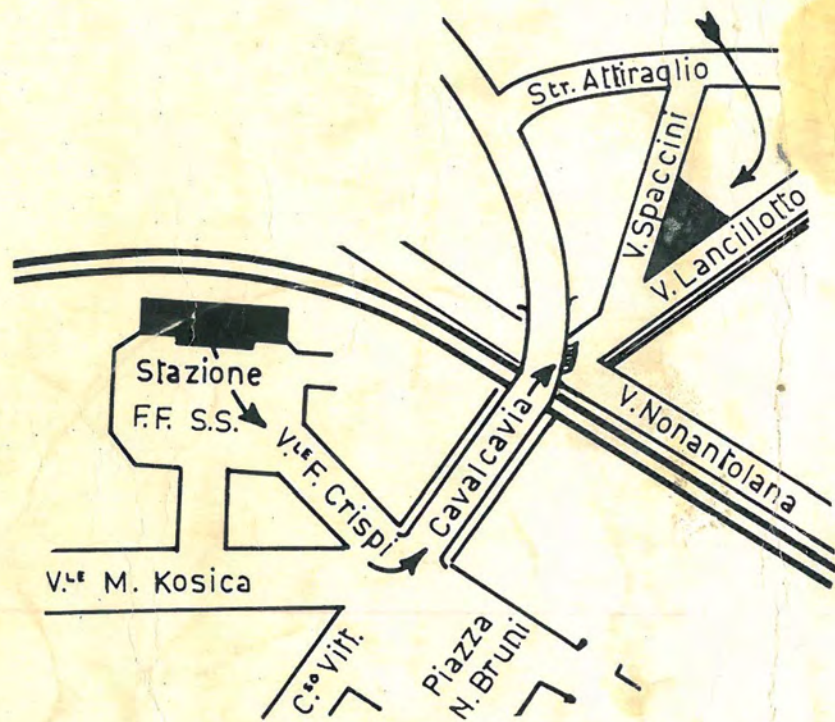 Str. Attiraglio
V. Spaccini
V. Lancillotto
Stazione
F.F. S.S.
V.LE F. Crispi
Cavalcavia
V. Nonantolana
V.LE M. Kosica
C.SO Vitt.
Piazza
N. Bruni